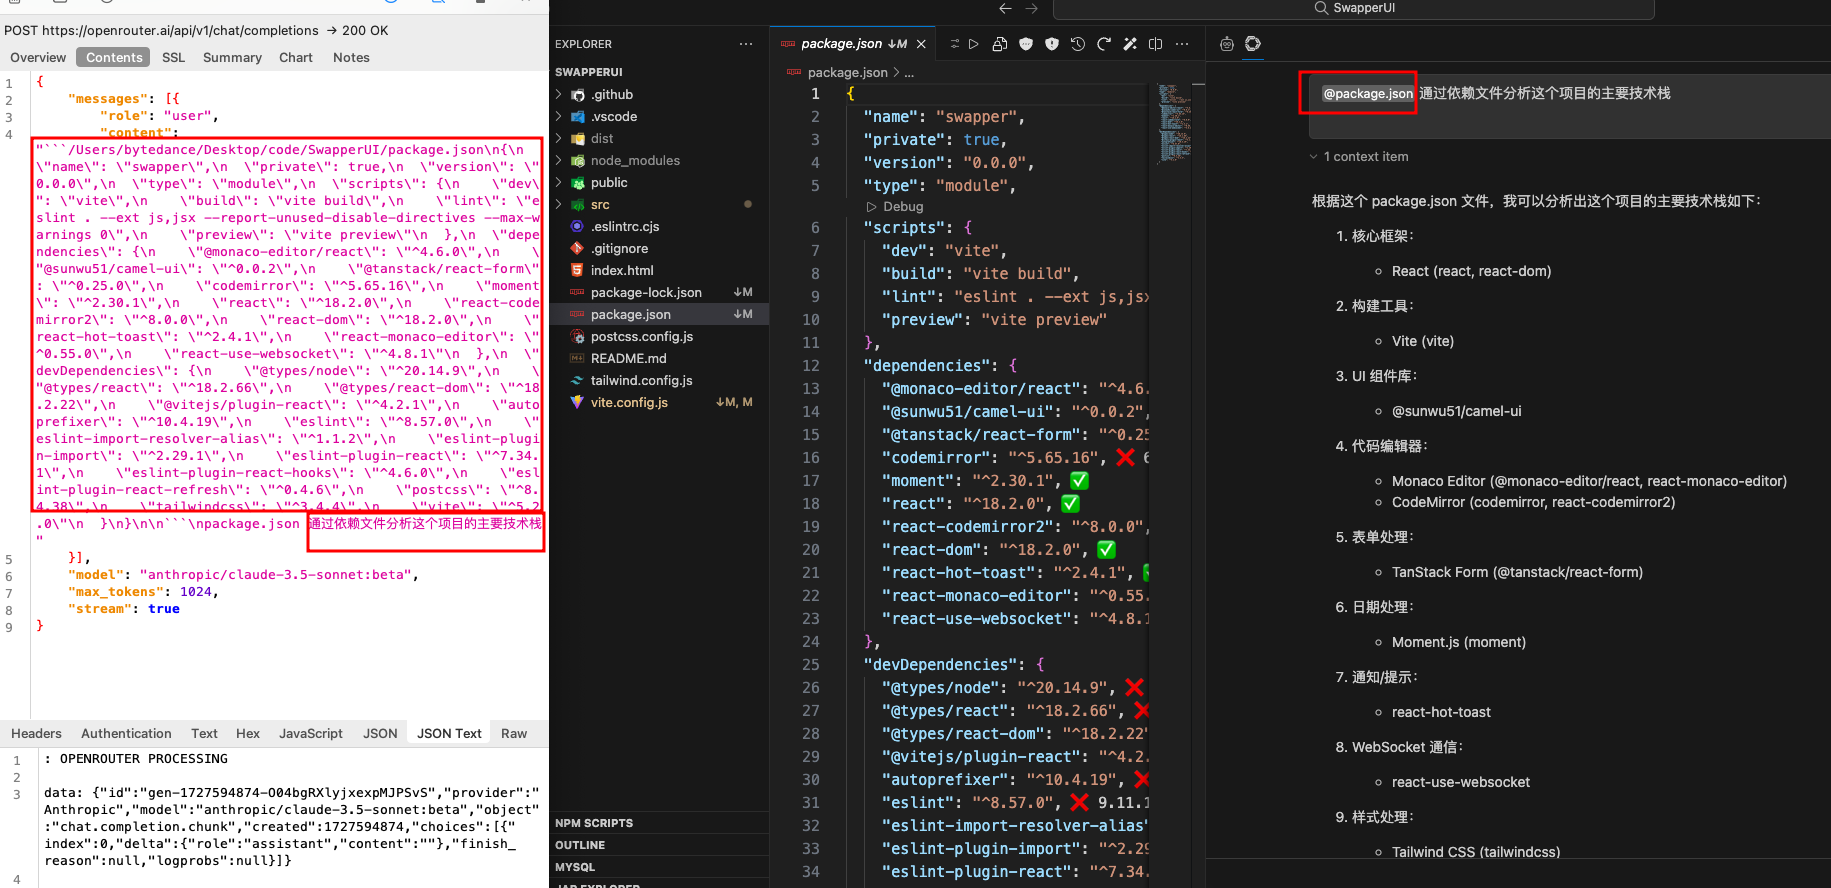 POST https://openrouter.ai/api/v1/chat/completions → 200 OK
Overview Contents SSL Summary Chart Notes
1 {
2 "messages": [{
3 "role": "user",
4 "content":
"```/Users/bytedance/Desktop/code/SwapperUI/package.json\n{\n
\"name\": \"swapper\",\n  \"private\": true,\n  \"version\": \"
0.0.0\",\n  \"type\": \"module\",\n  \"scripts\": {\n    \"dev\
": \"vite\",\n    \"build\": \"vite build\",\n    \"lint\": \"e
slint . --ext js,jsx --report-unused-disable-directives --max-w
arnings 0\",\n    \"preview\": \"vite preview\"\n  },\n  \"depe
ndencies\": {\n    \"@monaco-editor/react\": \"^4.6.0\",\n    \
"@sunwu51/camel-ui\": \"^0.0.2\",\n    \"@tanstack/react-form\"
: \"^0.25.0\",\n    \"codemirror\": \"^5.65.16\",\n    \"moment
\": \"^2.30.1\",\n    \"react\": \"^18.2.0\",\n    \"react-code
mirror2\": \"^8.0.0\",\n    \"react-dom\": \"^18.2.0\",\n    \"
react-hot-toast\": \"^2.4.1\",\n    \"react-monaco-editor\": \"
^0.55.0\",\n    \"react-use-websocket\": \"^4.8.1\"\n  },\n  \"
devDependencies\": {\n    \"@types/node\": \"^20.14.9\",\n    \
"@types/react\": \"^18.2.66\",\n    \"@types/react-dom\": \"^18
.2.22\",\n    \"@vitejs/plugin-react\": \"^4.2.1\",\n    \"auto
prefixer\": \"^10.4.19\",\n    \"eslint\": \"^8.57.0\",\n    \"
eslint-import-resolver-alias\": \"^1.1.2\",\n    \"eslint-plugi
n-import\": \"^2.29.1\",\n    \"eslint-plugin-react\": \"^7.34.
1\",\n    \"eslint-plugin-react-hooks\": \"^4.6.0\",\n    \"esl
int-plugin-react-refresh\": \"^0.4.6\",\n    \"postcss\": \"^8.
4.38\",\n    \"tailwindcss\": \"^3.4.4\",\n    \"vite\": \"^5.2
.0\"\n  }\n}\n\n```\npackage.json 通过依赖文件分析这个项目的主要技术栈
"
5 }],
6 "model": "anthropic/claude-3.5-sonnet:beta",
7 "max_tokens": 1024,
8 "stream": true
9 }
Headers Authentication Text Hex JavaScript JSON JSON Text Raw
1 : OPENROUTER PROCESSING
2
3 data: {"id":"gen-1727594874-O04bgRXlyjxexpMJPSvS","provider":"
Anthropic","model":"anthropic/claude-3.5-sonnet:beta","object"
:"chat.completion.chunk","created":1727594874,"choices":[{"
index":0,"delta":{"role":"assistant","content":""},"finish_
reason":null,"logprobs":null}]}
4
SwapperUI
EXPLORER ···
SWAPPERUI
.github
.vscode
dist
node_modules
public
src
.eslintrc.cjs
.gitignore
index.html
package-lock.json ↓M
package.json ↓M
postcss.config.js
README.md
tailwind.config.js
vite.config.js ↓M, M
NPM SCRIPTS
OUTLINE
MYSQL
package.json ↓M ×
package.json > ...
1 {
2 "name": "swapper",
3 "private": true,
4 "version": "0.0.0",
5 "type": "module",
▷ Debug
6 "scripts": {
7 "dev": "vite",
8 "build": "vite build",
9 "lint": "eslint . --ext js,jsx
10 "preview": "vite preview"
11 },
12 "dependencies": {
13 "@monaco-editor/react": "^4.6.
14 "@sunwu51/camel-ui": "^0.0.2",
15 "@tanstack/react-form": "^0.25
16 "codemirror": "^5.65.16", ❌ 6
17 "moment": "^2.30.1", ✅
18 "react": "^18.2.0", ✅
19 "react-codemirror2": "^8.0.0",
20 "react-dom": "^18.2.0", ✅
21 "react-hot-toast": "^2.4.1", ✅
22 "react-monaco-editor": "^0.55.
23 "react-use-websocket": "^4.8.1
24 },
25 "devDependencies": {
26 "@types/node": "^20.14.9", ❌
27 "@types/react": "^18.2.66", ❌
28 "@types/react-dom": "^18.2.22"
29 "@vitejs/plugin-react": "^4.2.
30 "autoprefixer": "^10.4.19", ❌
31 "eslint": "^8.57.0", ❌ 9.11.1
32 "eslint-import-resolver-alias"
33 "eslint-plugin-import": "^2.29
34 "eslint-plugin-react": "^7.34.
@package.json 通过依赖文件分析这个项目的主要技术栈
1 context item
根据这个 package.json 文件，我可以分析出这个项目的主要技术栈如下：
1. 核心框架：
◦ React (react, react-dom)
2. 构建工具：
◦ Vite (vite)
3. UI 组件库：
◦ @sunwu51/camel-ui
4. 代码编辑器：
◦ Monaco Editor (@monaco-editor/react, react-monaco-editor)
◦ CodeMirror (codemirror, react-codemirror2)
5. 表单处理：
◦ TanStack Form (@tanstack/react-form)
6. 日期处理：
◦ Moment.js (moment)
7. 通知/提示：
◦ react-hot-toast
8. WebSocket 通信：
◦ react-use-websocket
9. 样式处理：
◦ Tailwind CSS (tailwindcss)